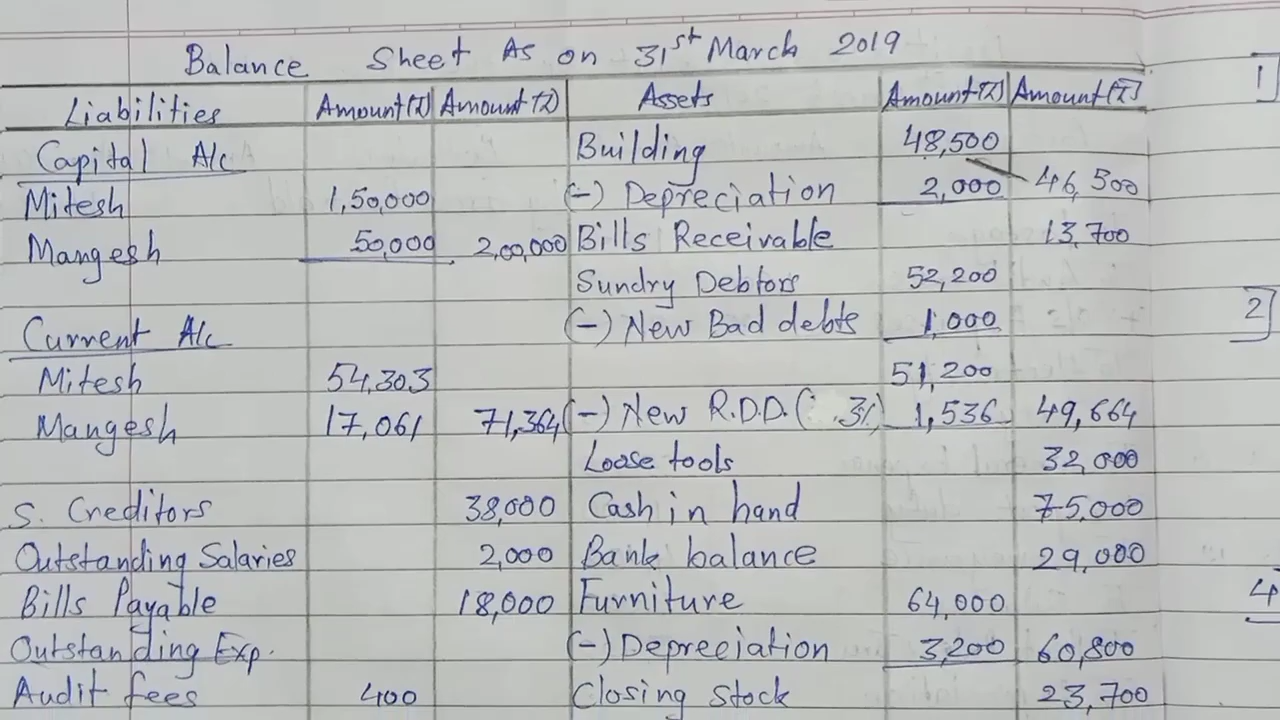 Balance Sheet As on 31st March 2019
Liabilities Amount(₹) Amount(₹) Assets Amount(₹) Amount(₹)
Capital A/c Building 48,500
Mitesh 1,50,000 (-) Depreciation 2,000 46,500
Mangesh 50,000 2,00,000 Bills Receivable 13,700
Sundry Debtors 52,200
Current A/c (-) New Bad debts 1,000
Mitesh 54,303 51,200
Mangesh 17,061 71,364 (-) New R.D.D. ( 3%) 1,536 49,664
Loose tools 32,000
S. Creditors 38,000 Cash in hand 75,000
Outstanding Salaries 2,000 Bank balance 29,000
Bills Payable 18,000 Furniture 64,000
Outstanding Exp. (-) Depreciation 3,200 60,800
Audit fees 400 Closing Stock 23,700
1]
2]
4